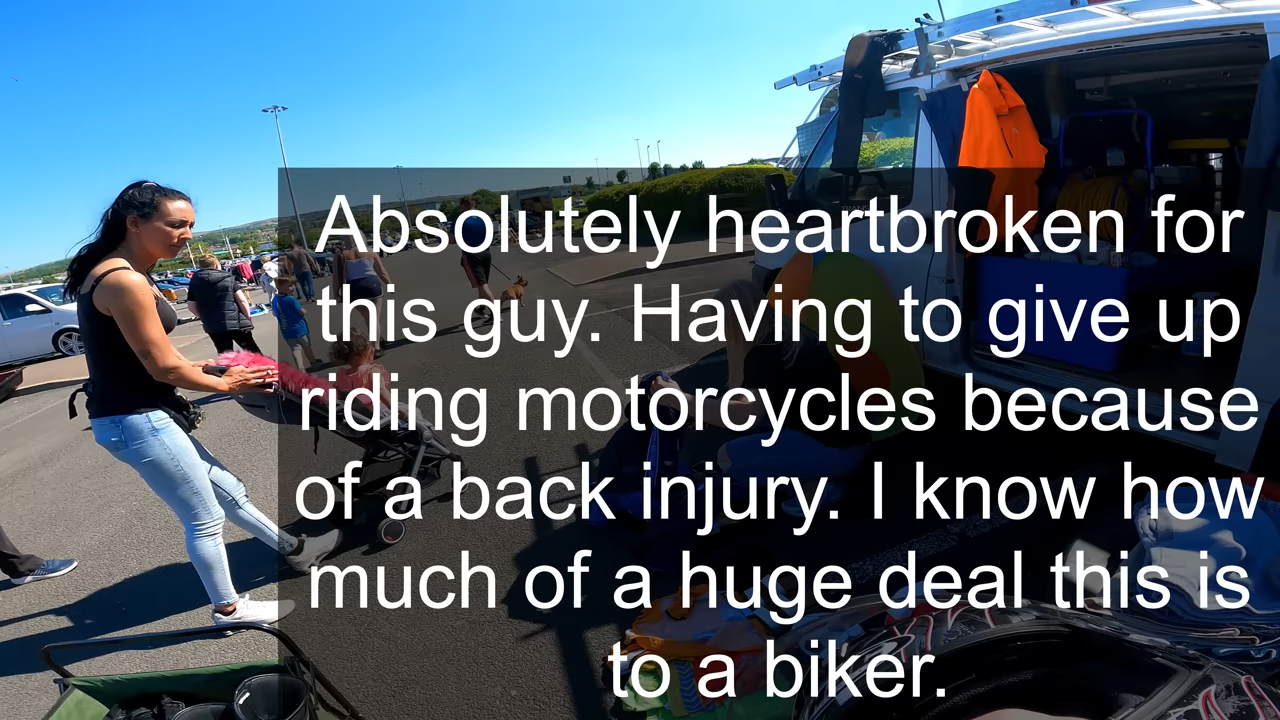 Absolutely heartbroken for
this guy. Having to give up
riding motorcycles because
of a back injury. I know how
much of a huge deal this is
to a biker.